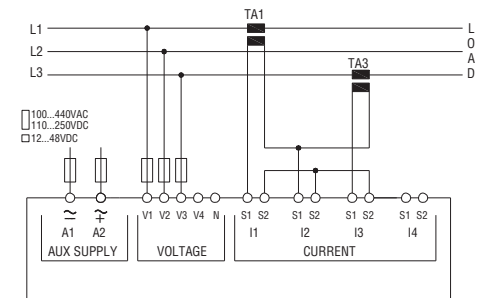 TA1
L1
L2
L3
TA3
L
O
A
D
100...440VAC
110...250VDC
12...48VDC
V1 V2 V3 V4 N S1 S2 S1 S2 S1 S2 S1 S2
A1 A2 I1 I2 I3 I4
AUX SUPPLY VOLTAGE CURRENT